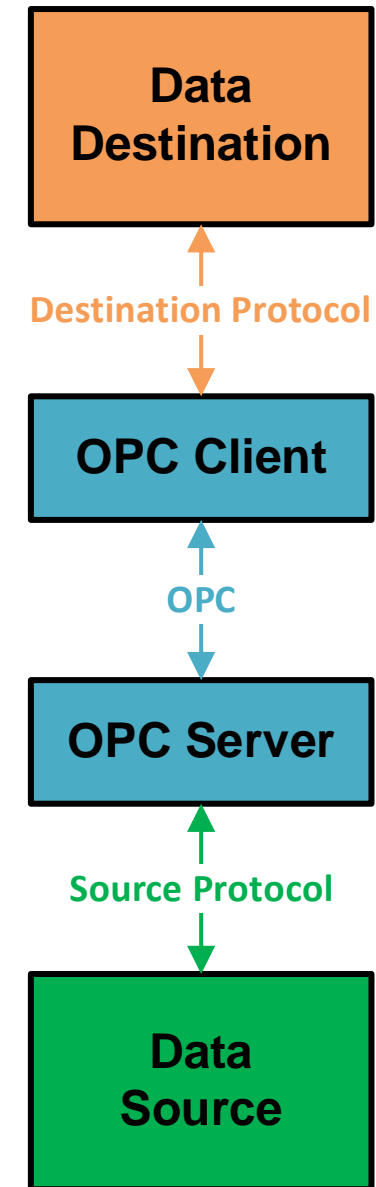 Data
Destination
Destination Protocol
OPC Client
OPC
OPC Server
Source Protocol
Data
Source